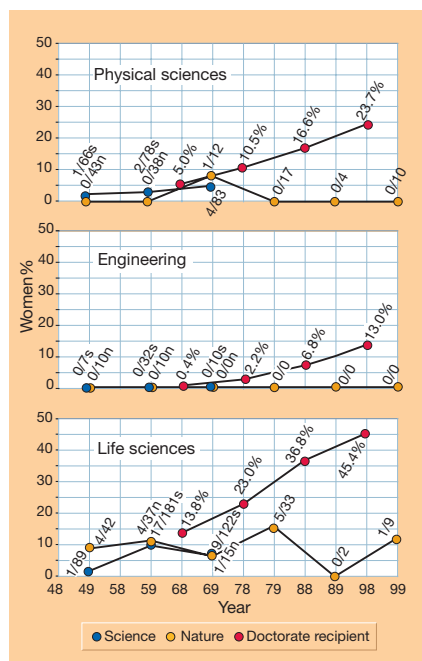 50
40
30
20
10
0
Physical sciences
1/66s
0/43n
2/78s
0/38n
5.0%
1/12
4/83
10.5%
0/17
16.6%
0/4
23.7%
0/10
Women %
50
40
30
20
10
0
Engineering
0/7s
0/10n
0/32s
0/10n
0.4%
0/10s
0/0n
2.2%
0/0
6.8%
0/0
13.0%
0/0
50
40
30
20
10
0
Life sciences
1/89
4/42
4/37n
17/181s
13.8%
9/122s
1/15n
23.0%
5/33
36.8%
0/2
45.4%
1/9
48 49 58 59 68 69 78 79 88 89 98 99
Year
Science Nature Doctorate recipient